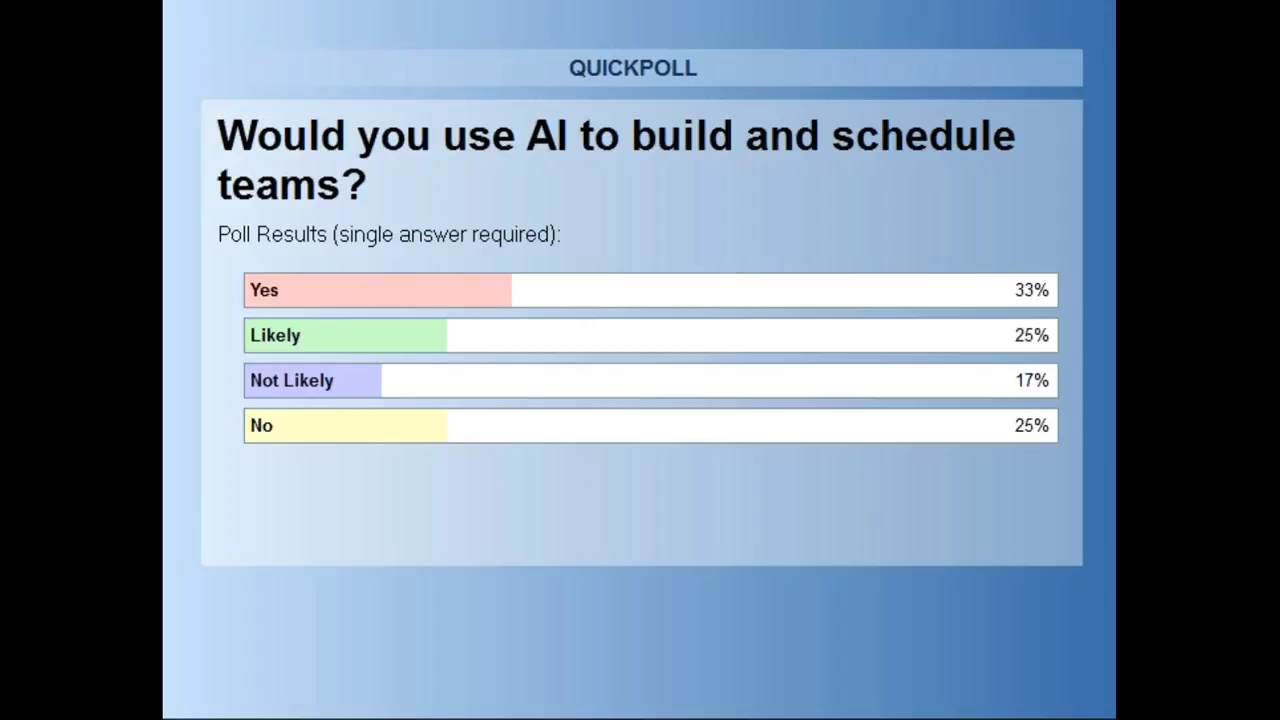 QUICKPOLL
Would you use AI to build and schedule
teams?
Poll Results (single answer required):
Yes 33%
Likely 25%
Not Likely 17%
No 25%